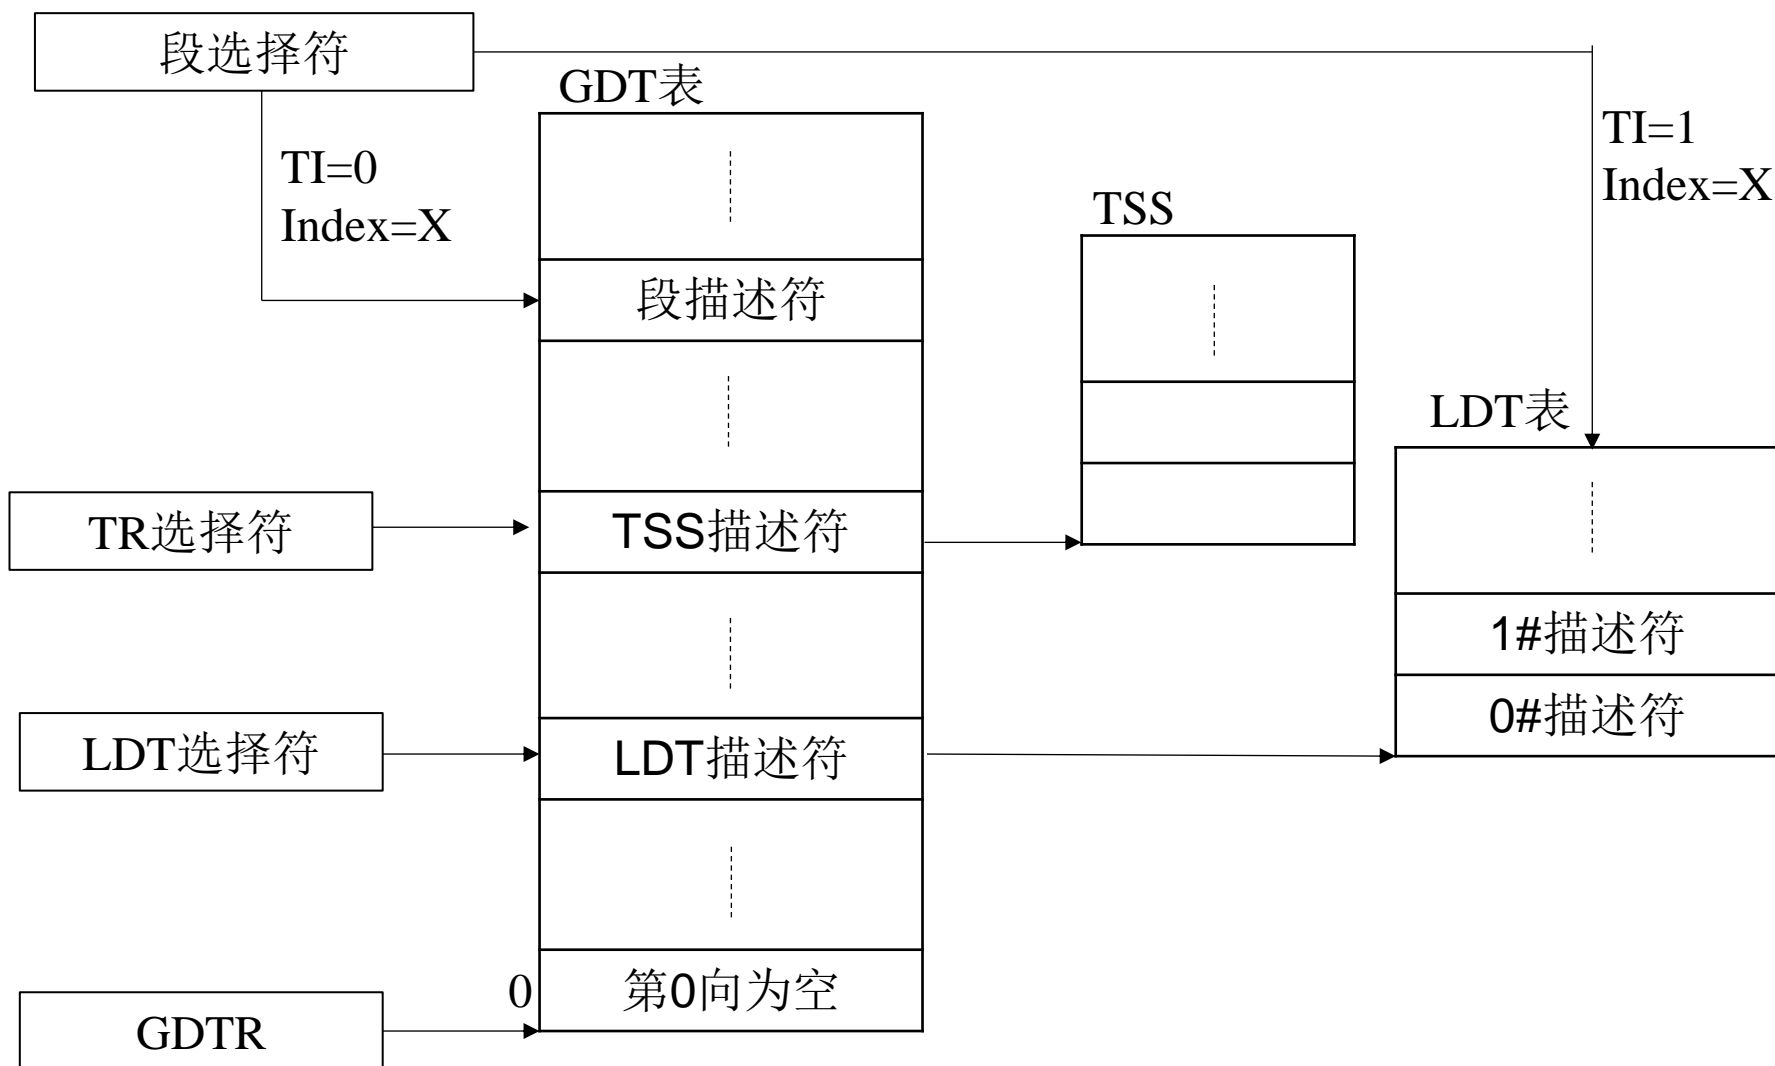 段选择符
GDT表
TI=0
Index=X
TI=1
Index=X
TSS
段描述符
LDT表
TR选择符
TSS描述符
1#描述符
0#描述符
LDT选择符
LDT描述符
0
第0向为空
GDTR